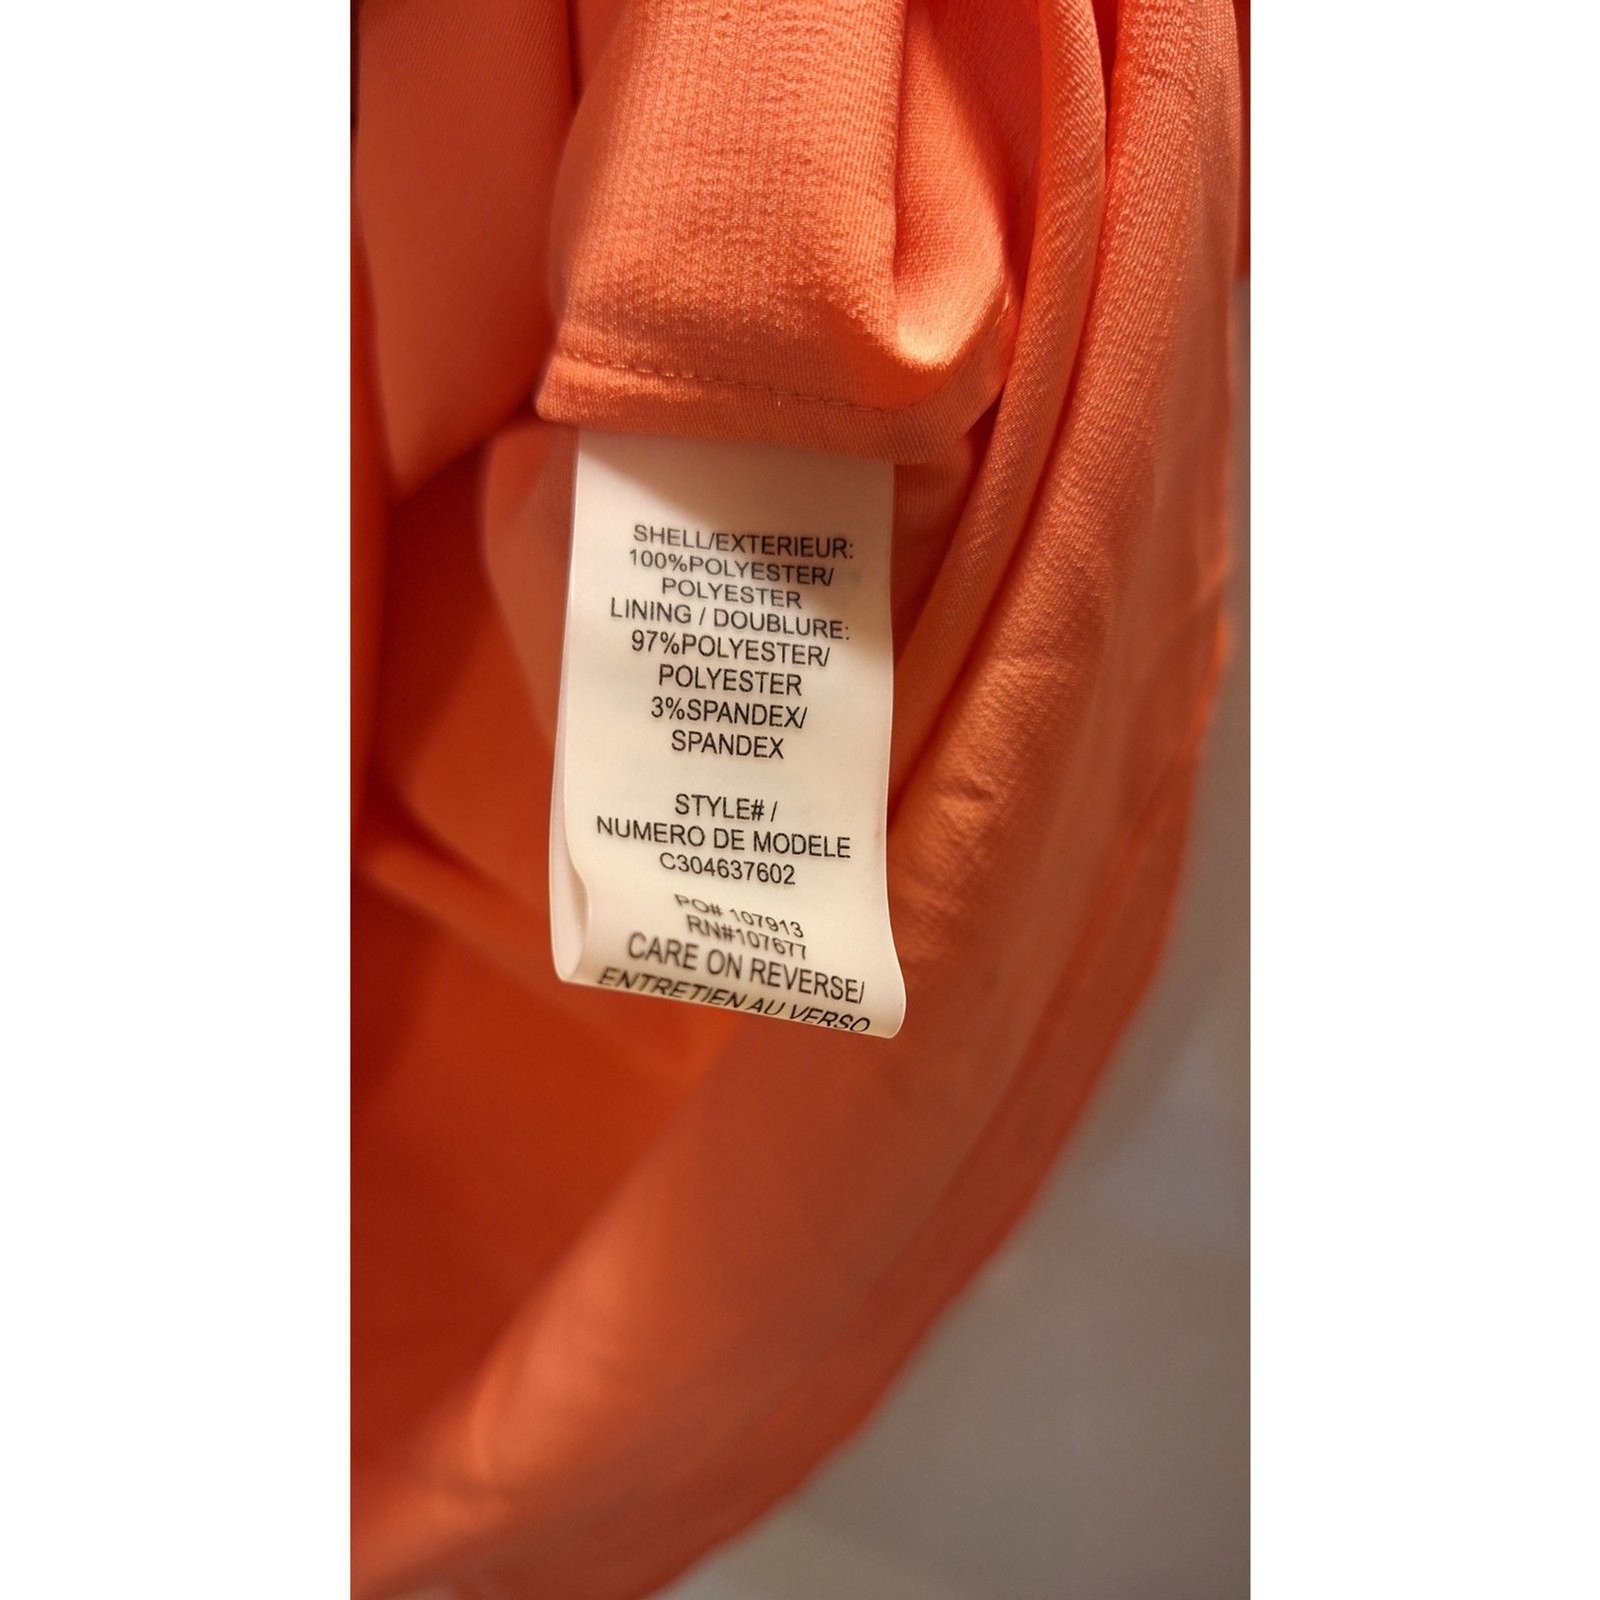 SHELL/EXTERIEUR:
100%POLYESTER/
POLYESTER
LINING / DOUBLURE:
97%POLYESTER/
POLYESTER
3%SPANDEX/
SPANDEX
STYLE# /
NUMERO DE MODELE
C304637602
PO# 107913
RN#107677
CARE ON REVERSE/
ENTRETIEN AU VERSO